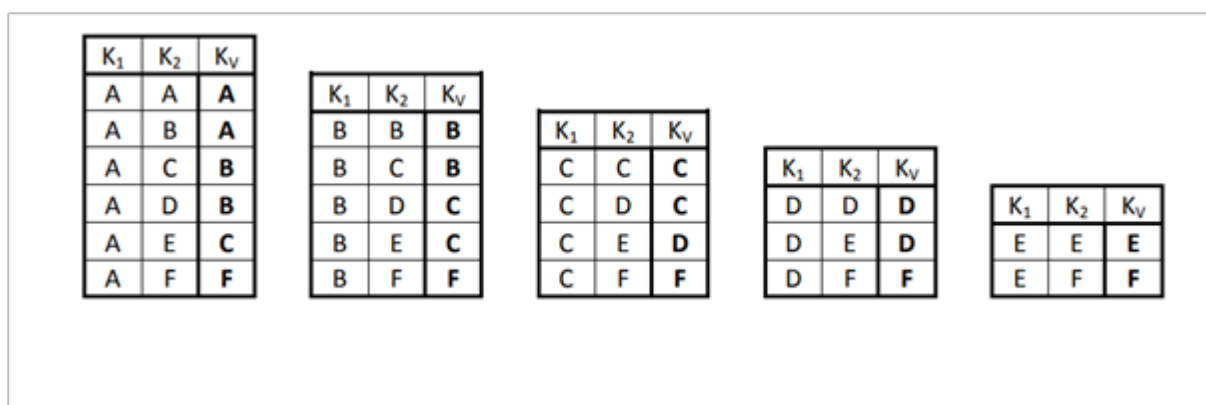 K₁ K₂ Kᵥ
A A A
A B A
A C B
A D B
A E C
A F F
K₁ K₂ Kᵥ
B B B
B C B
B D C
B E C
B F F
K₁ K₂ Kᵥ
C C C
C D C
C E D
C F F
K₁ K₂ Kᵥ
D D D
D E D
D F F
K₁ K₂ Kᵥ
E E E
E F F